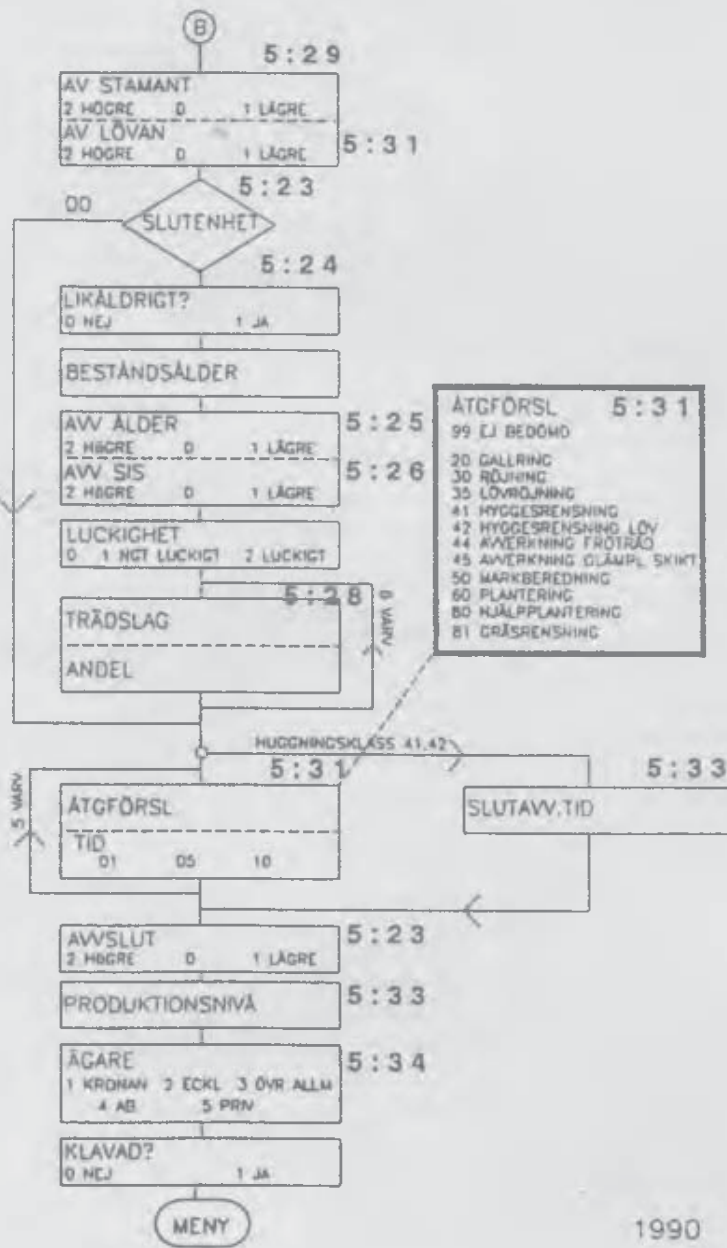 B
5:29
AV STAMANT
2 HÖGRE 0 1 LÄGRE
AV LÖVAN
2 HÖGRE 0 1 LÄGRE
5:31
5:23
00
SLUTENHET
5:24
LIKÅLDRIGT?
0 NEJ 1 JA
BESTÅNDSÅLDER
AVV ÅLDER
2 HÖGRE 0 1 LÄGRE
5:25
AVV SIS
2 HÖGRE 0 1 LÄGRE
5:26
LUCKIGHET
0 1 NGT LUCKIGT 2 LUCKIGT
5:28
TRÄDSLAG
ANDEL
8 VARV
ÅTGFÖRSL 5:31
99 EJ BEDÖMD
20 GALLRING
30 RÖJNING
35 LÖVRÖJNING
41 HYGGESRENSNING
42 HYGGESRENSNING LÖV
44 AVVERKNING FRÖTRÄD
45 AVVERKNING OLÄMPL SKIKT
50 MARKBEREDNING
60 PLANTERING
80 HJÄLPPLANTERING
81 GRÄSRENSNING
HUGGNINGSKLASS 41,42
5:31
5:33
5 VARV
ÅTGFÖRSL
TID
01 05 10
SLUTAVV.TID
AVVSLUT
2 HÖGRE 0 1 LÄGRE
5:23
PRODUKTIONSNIVÅ
5:33
ÄGARE
1 KRONAN 2 ECKL 3 ÖVR ALLM
4 AB 5 PRIV
5:34
KLAVAD?
0 NEJ 1 JA
MENY
1990